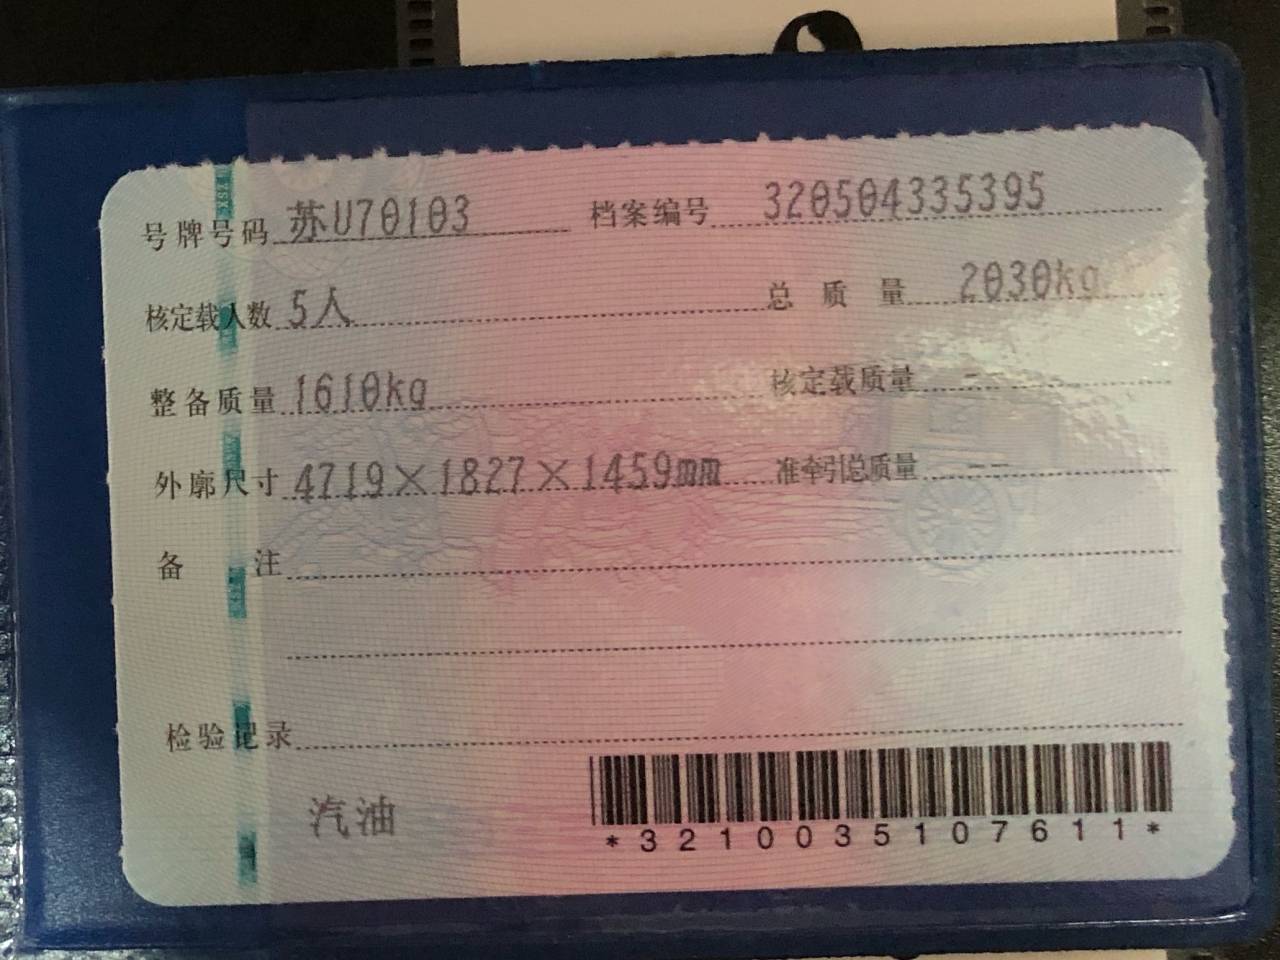 号牌号码 苏U70103 档案编号 320504335395
核定载人数 5人 总质量 2030kg
整备质量 1610kg 核定载质量 --
外廓尺寸 4719×1827×1459mm 准牵引总质量 --
备注
检验记录
汽油
*3210035107611*